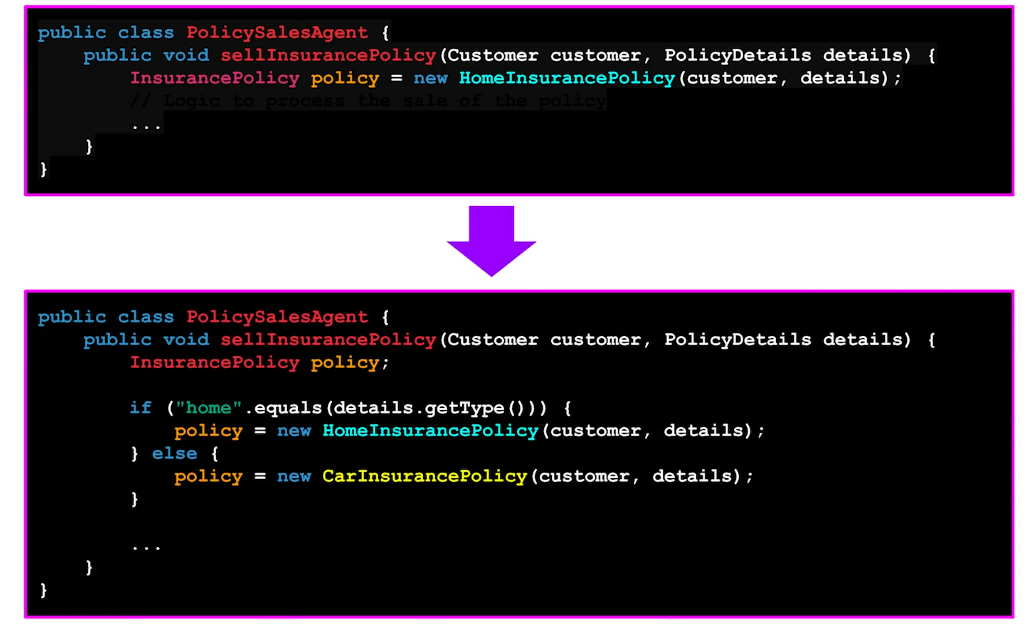 public class PolicySalesAgent {
    public void sellInsurancePolicy(Customer customer, PolicyDetails details) {
        InsurancePolicy policy = new HomeInsurancePolicy(customer, details);
        // Logic to process the sale of the policy
        ...
    }
}
public class PolicySalesAgent {
    public void sellInsurancePolicy(Customer customer, PolicyDetails details) {
        InsurancePolicy policy;
        if ("home".equals(details.getType())) {
            policy = new HomeInsurancePolicy(customer, details);
        } else {
            policy = new CarInsurancePolicy(customer, details);
        }
        ...
    }
}